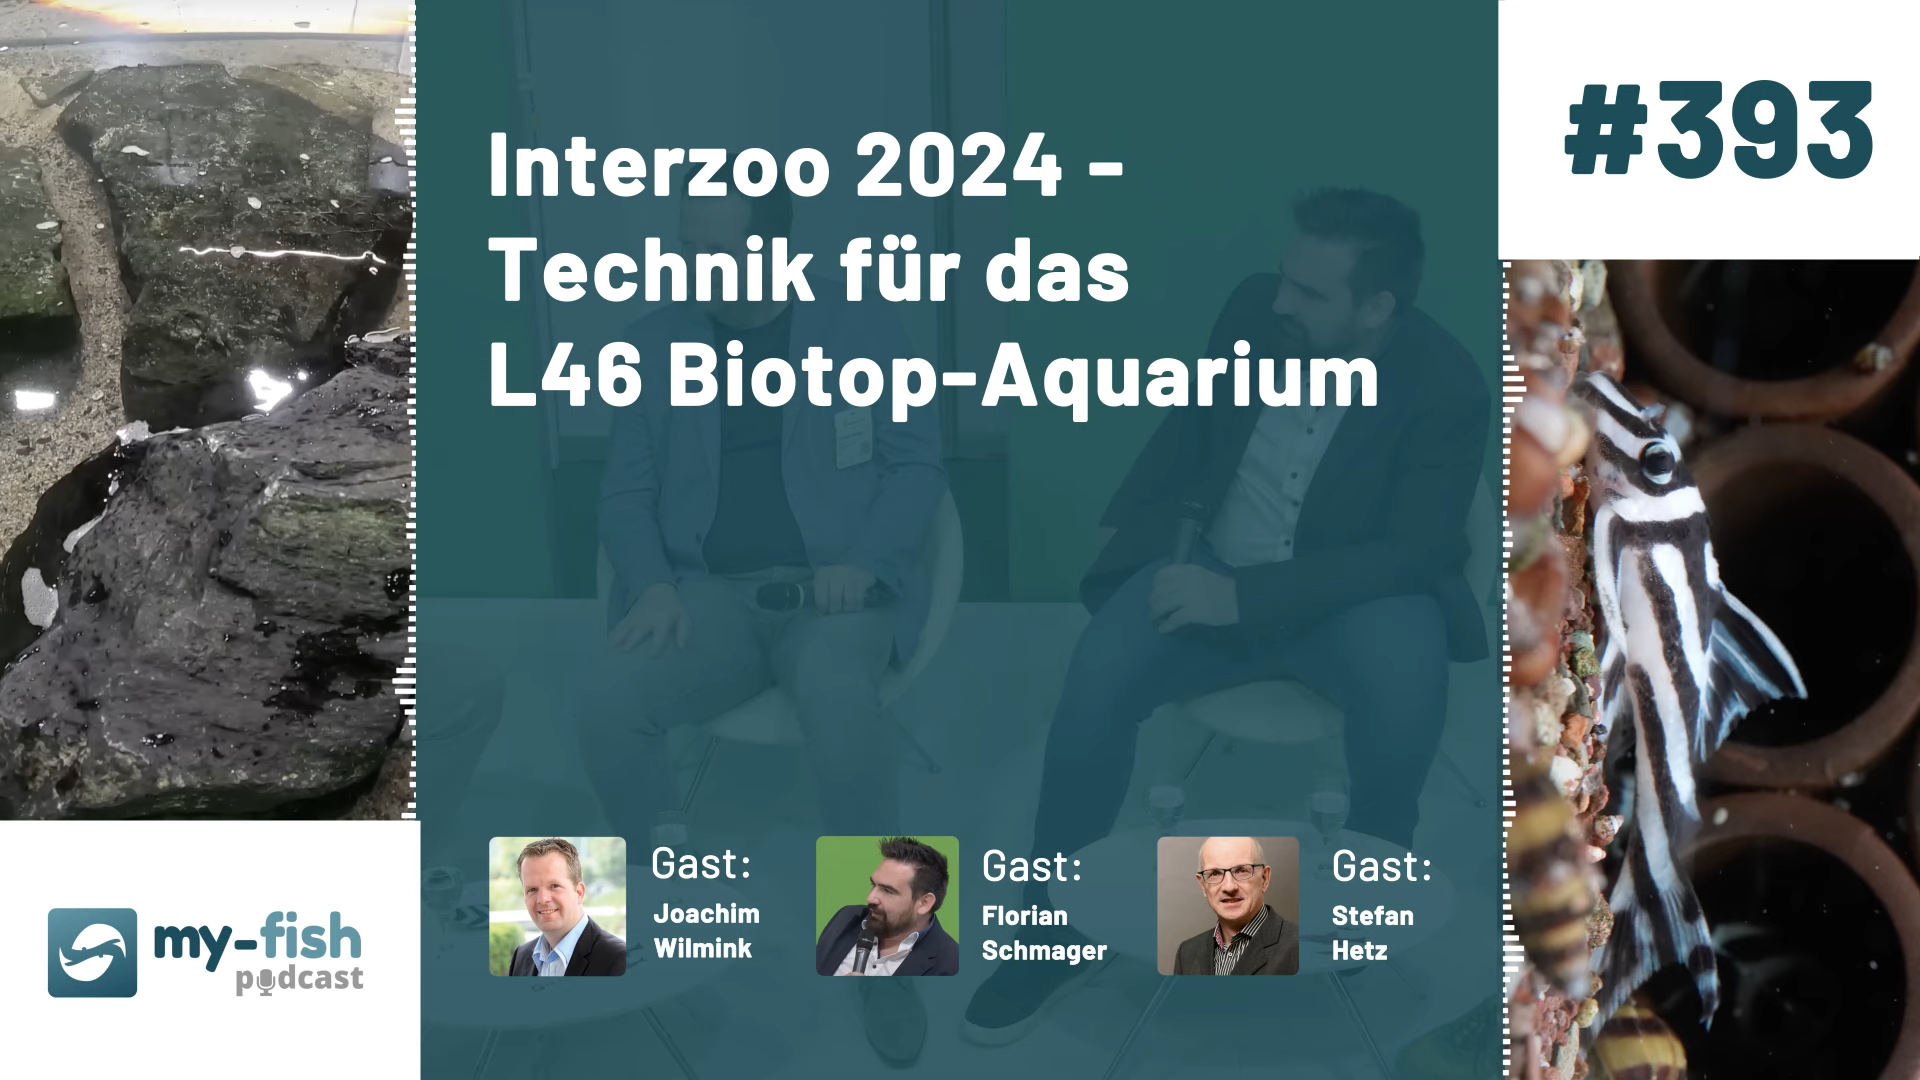 #393
Interzoo 2024 -
Technik für das
L46 Biotop-Aquarium
Gast:
Joachim
Wilmink
Gast:
Florian
Schmager
Gast:
Stefan
Hetz
my-fish
podcast